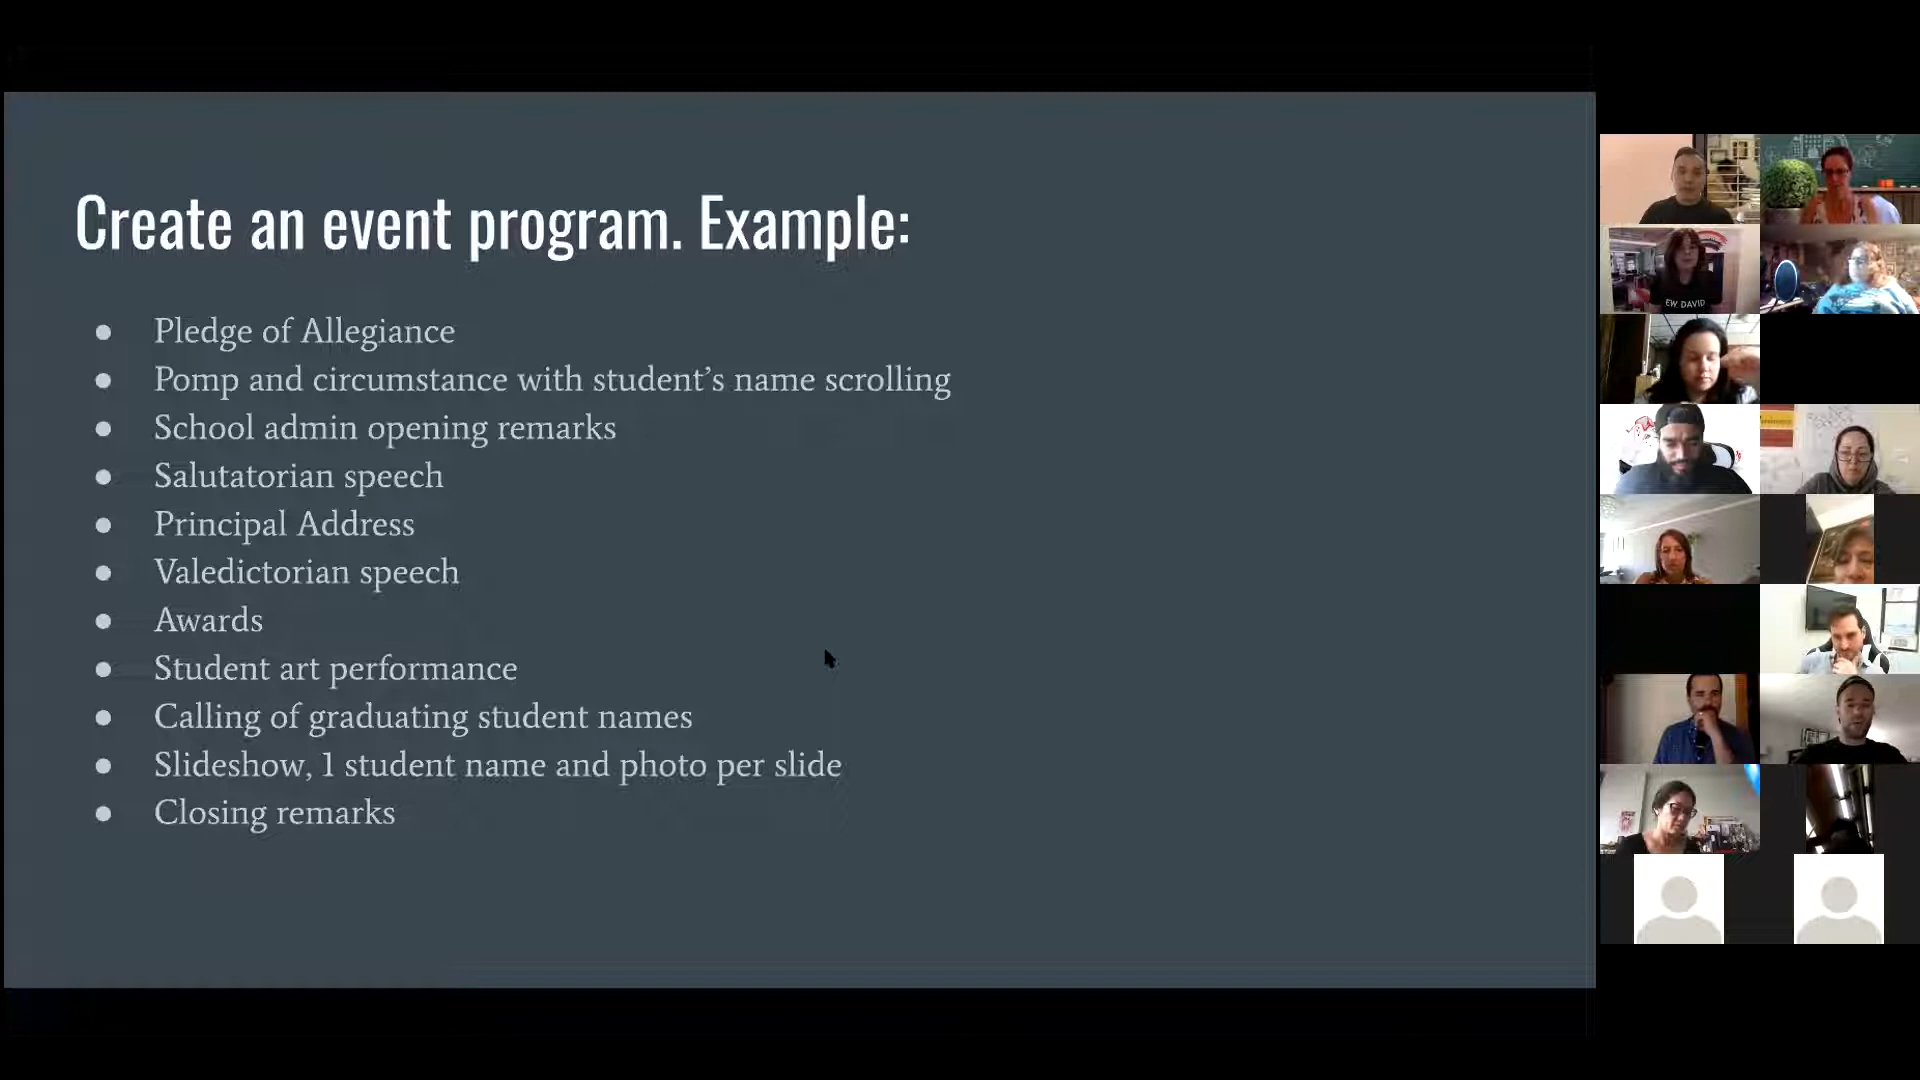 Create an event program. Example:
● Pledge of Allegiance
● Pomp and circumstance with student’s name scrolling
● School admin opening remarks
● Salutatorian speech
● Principal Address
● Valedictorian speech
● Awards
● Student art performance
● Calling of graduating student names
● Slideshow, 1 student name and photo per slide
● Closing remarks
EW, DAVID